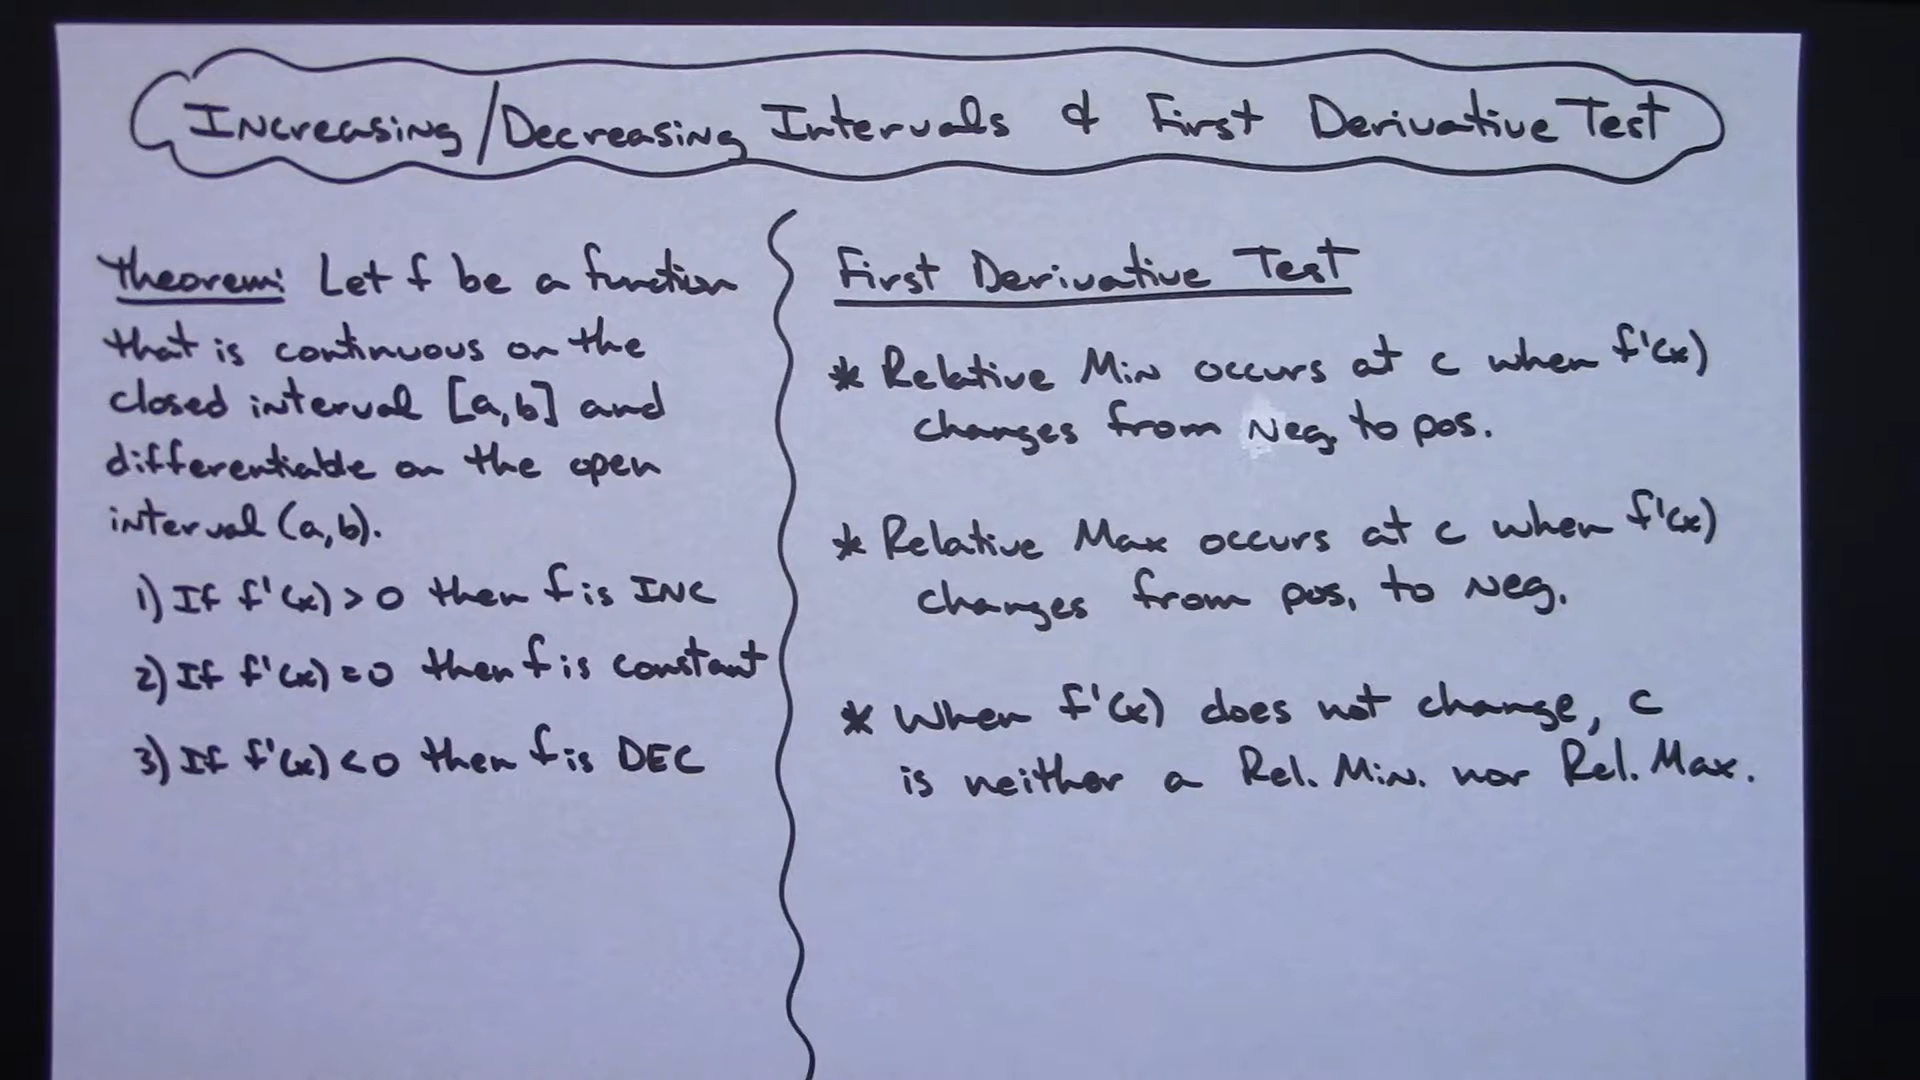 Increasing/Decreasing Intervals & First Derivative Test
Theorem: Let f be a function
that is continuous on the
closed interval [a,b] and
differentiable on the open
interval (a,b).
1) If f'(x) > 0 then f is INC
2) If f'(x) = 0 then f is constant
3) If f'(x) < 0 then f is DEC
First Derivative Test
* Relative Min occurs at c when f'(x)
changes from Neg. to pos.
* Relative Max occurs at c when f'(x)
changes from pos. to Neg.
* When f'(x) does not change, c
is neither a Rel. Min. nor Rel. Max.